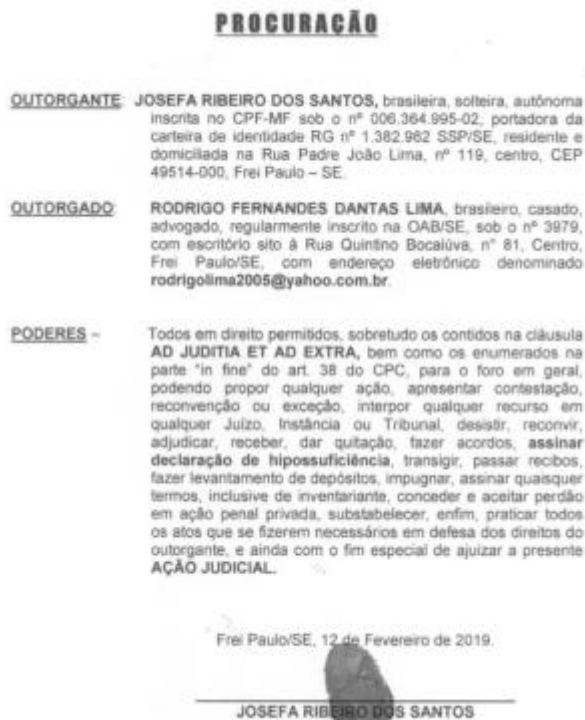 PROCURAÇÃO
OUTORGANTE: JOSEFA RIBEIRO DOS SANTOS, brasileira, solteira, autônoma
inscrita no CPF-MF sob o nº 006.364.995-02, portadora da
carteira de identidade RG nº 1.382.962 SSP/SE, residente e
domiciliada na Rua Padre João Lima, nº 119, centro, CEP
49514-000, Frei Paulo – SE.
OUTORGADO: RODRIGO FERNANDES DANTAS LIMA, brasileiro, casado,
advogado, regularmente inscrito na OAB/SE, sob o nº 3979,
com escritório sito à Rua Quintino Bocaiúva, n° 81, Centro,
Frei Paulo/SE, com endereço eletrônico denominado
rodrigolima2005@yahoo.com.br.
PODERES – Todos em direito permitidos, sobretudo os contidos na cláusula
AD JUDITIA ET AD EXTRA, bem como os enumerados na
parte "in fine" do art. 38 do CPC, para o foro em geral,
podendo propor qualquer ação, apresentar contestação,
reconvenção ou exceção, interpor qualquer recurso em
qualquer Juízo, Instância ou Tribunal, desistir, reconvir,
adjudicar, receber, dar quitação, fazer acordos, assinar
declaração de hipossuficiência, transigir, passar recibos,
fazer levantamento de depósitos, impugnar, assinar quaisquer
termos, inclusive de inventariante, conceder e aceitar perdão
em ação penal privada, substabelecer, enfim, praticar todos
os atos que se fizerem necessários em defesa dos direitos do
outorgante, e ainda com o fim especial de ajuizar a presente
AÇÃO JUDICIAL.
Frei Paulo/SE, 12 de Fevereiro de 2019.
JOSEFA RIBEIRO DOS SANTOS